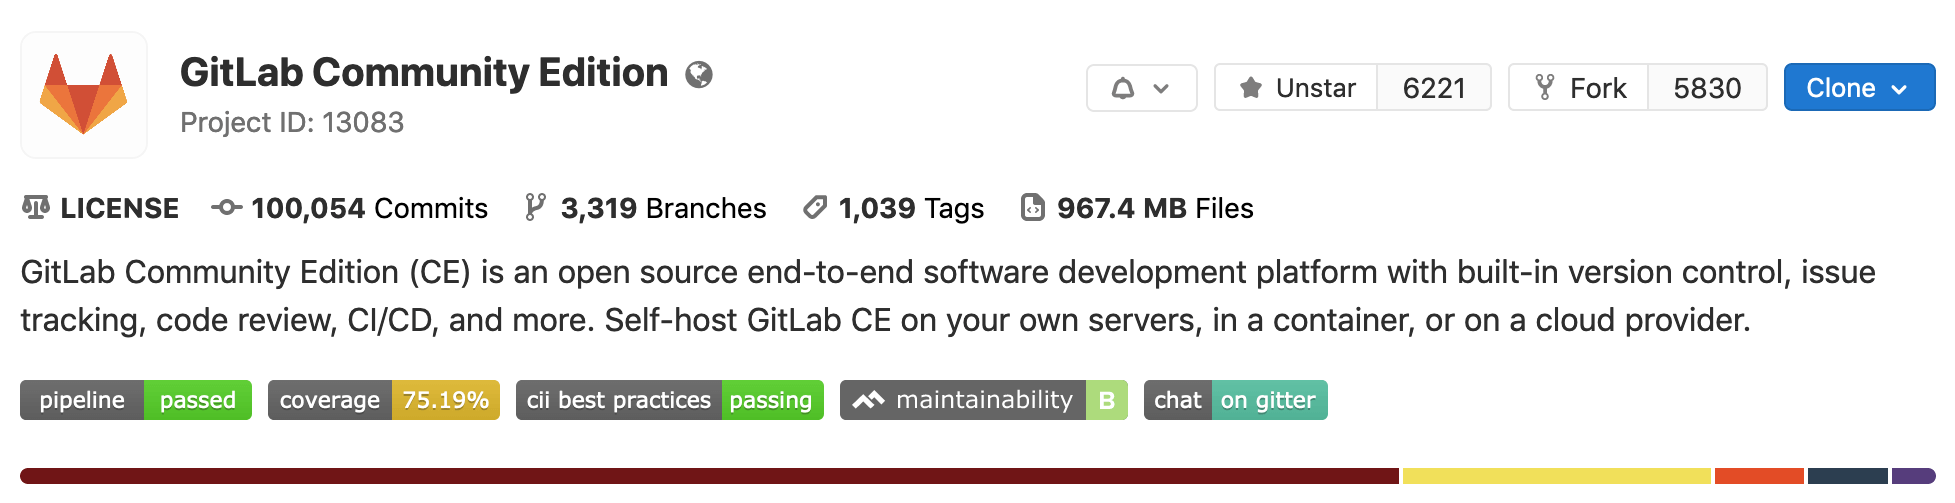 GitLab Community Edition
Project ID: 13083
Unstar 6221 Fork 5830 Clone
LICENSE 100,054 Commits 3,319 Branches 1,039 Tags 967.4 MB Files
GitLab Community Edition (CE) is an open source end-to-end software development platform with built-in version control, issue
tracking, code review, CI/CD, and more. Self-host GitLab CE on your own servers, in a container, or on a cloud provider.
pipeline passed coverage 75.19% cii best practices passing maintainability B chat on gitter